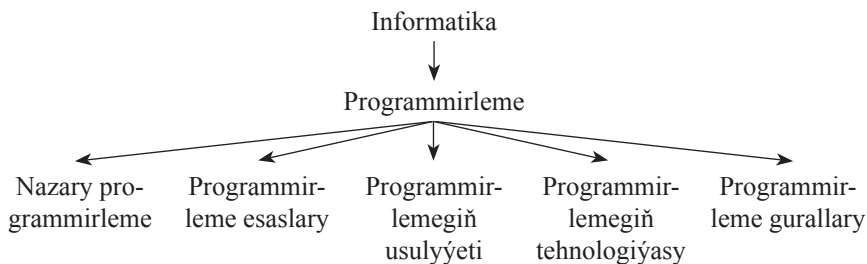 Informatika
Programmirleme
Nazary pro-
grammirleme
Programmir-
leme esaslary
Programmir-
lemegiň
usulyýeti
Programmir-
lemegiň
tehnologiýasy
Programmir-
leme gurallary